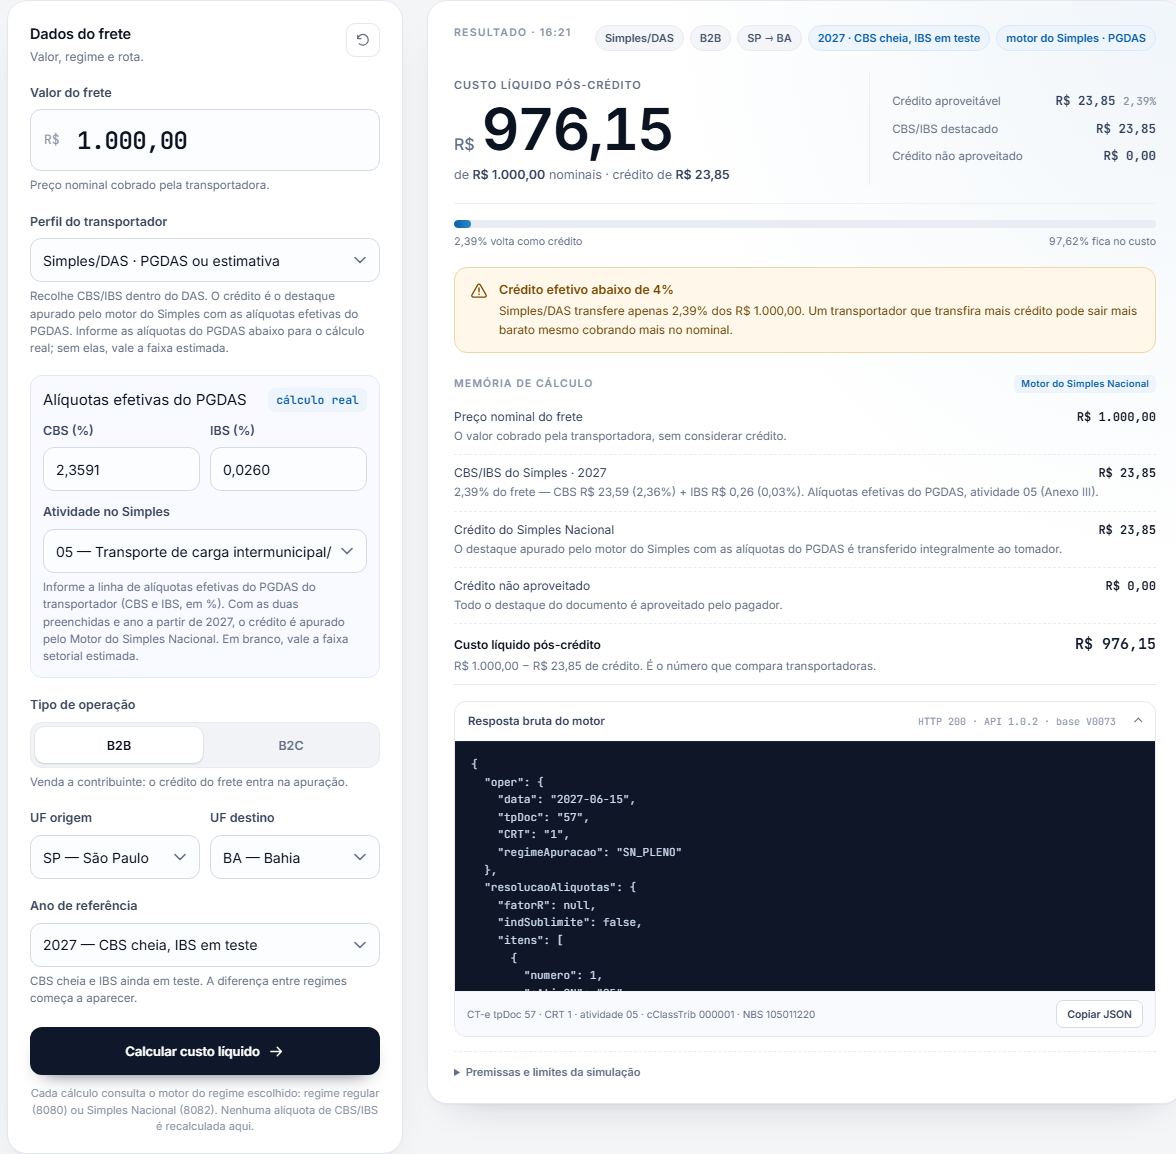 Dados do frete
Valor, regime e rota.
Valor do frete
R$ 1.000,00
Preço nominal cobrado pela transportadora.
Perfil do transportador
Simples/DAS · PGDAS ou estimativa
Recolhe CBS/IBS dentro do DAS. O crédito é o destaque
apurado pelo motor do Simples com as alíquotas efetivas do
PGDAS. Informe as alíquotas do PGDAS abaixo para o cálculo
real; sem elas, vale a faixa estimada.
Alíquotas efetivas do PGDAS cálculo real
CBS (%) IBS (%)
2,3591 0,0260
Atividade no Simples
05 — Transporte de carga intermunicipal/
Informe a linha de alíquotas efetivas do PGDAS do
transportador (CBS e IBS, em %). Com as duas
preenchidas e ano a partir de 2027, o crédito é apurado
pelo Motor do Simples Nacional. Em branco, vale a faixa
setorial estimada.
Tipo de operação
B2B B2C
Venda a contribuinte: o crédito do frete entra na apuração.
UF origem UF destino
SP — São Paulo BA — Bahia
Ano de referência
2027 — CBS cheia, IBS em teste
CBS cheia e IBS ainda em teste. A diferença entre regimes
começa a aparecer.
Calcular custo líquido →
Cada cálculo consulta o motor do regime escolhido: regime regular
(8080) ou Simples Nacional (8082). Nenhuma alíquota de CBS/IBS
é recalculada aqui.
RESULTADO · 16:21 Simples/DAS B2B SP → BA 2027 · CBS cheia, IBS em teste motor do Simples · PGDAS
CUSTO LÍQUIDO PÓS-CRÉDITO
R$ 976,15
de R$ 1.000,00 nominais · crédito de R$ 23,85
Crédito aproveitável R$ 23,85 2,39%
CBS/IBS destacado R$ 23,85
Crédito não aproveitado R$ 0,00
2,39% volta como crédito 97,62% fica no custo
Crédito efetivo abaixo de 4%
Simples/DAS transfere apenas 2,39% dos R$ 1.000,00. Um transportador que transfira mais crédito pode sair mais
barato mesmo cobrando mais no nominal.
MEMÓRIA DE CÁLCULO Motor do Simples Nacional
Preço nominal do frete R$ 1.000,00
O valor cobrado pela transportadora, sem considerar crédito.
CBS/IBS do Simples · 2027 R$ 23,85
2,39% do frete — CBS R$ 23,59 (2,36%) + IBS R$ 0,26 (0,03%). Alíquotas efetivas do PGDAS, atividade 05 (Anexo III).
Crédito do Simples Nacional R$ 23,85
O destaque apurado pelo motor do Simples com as alíquotas do PGDAS é transferido integralmente ao tomador.
Crédito não aproveitado R$ 0,00
Todo o destaque do documento é aproveitado pelo pagador.
Custo líquido pós-crédito R$ 976,15
R$ 1.000,00 − R$ 23,85 de crédito. É o número que compara transportadoras.
Resposta bruta do motor HTTP 200 · API 1.0.2 · base V0073
{
"oper": {
"data": "2027-06-15",
"tpDoc": "57",
"CRT": "1",
"regimeApuracao": "SN_PLENO"
},
"resolucaoAliquotas": {
"fatorR": null,
"indSublimite": false,
"itens": [
{
"numero": 1,
CT-e tpDoc 57 · CRT 1 · atividade 05 · cClassTrib 000001 · NBS 105011220 Copiar JSON
Premissas e limites da simulação